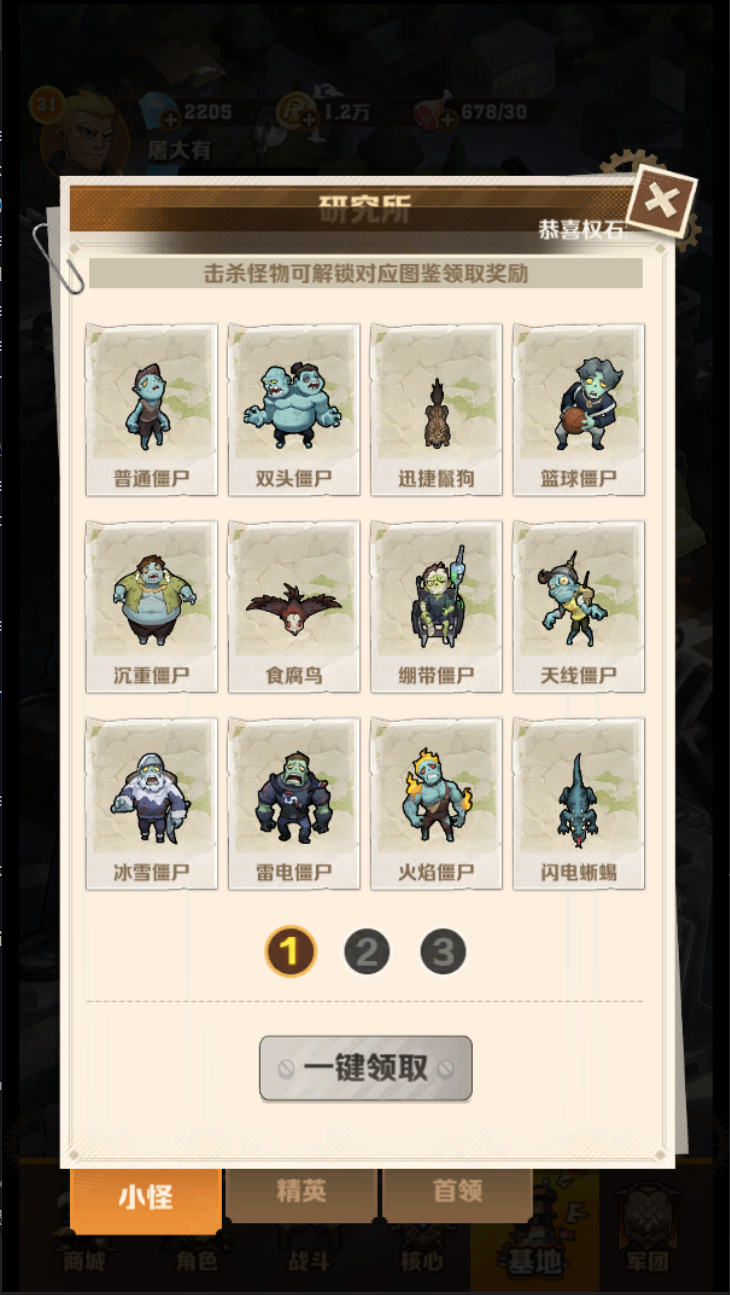 31
2205
1.2万
678/30
屠大有
研究所
恭喜权石
击杀怪物可解锁对应图鉴领取奖励
普通僵尸
双头僵尸
迅捷鬣狗
篮球僵尸
沉重僵尸
食腐鸟
绷带僵尸
天线僵尸
冰雪僵尸
雷电僵尸
火焰僵尸
闪电蜥蜴
1 2 3
一键领取
小怪 精英 首领
商城 角色 战斗 核心 基地 军团